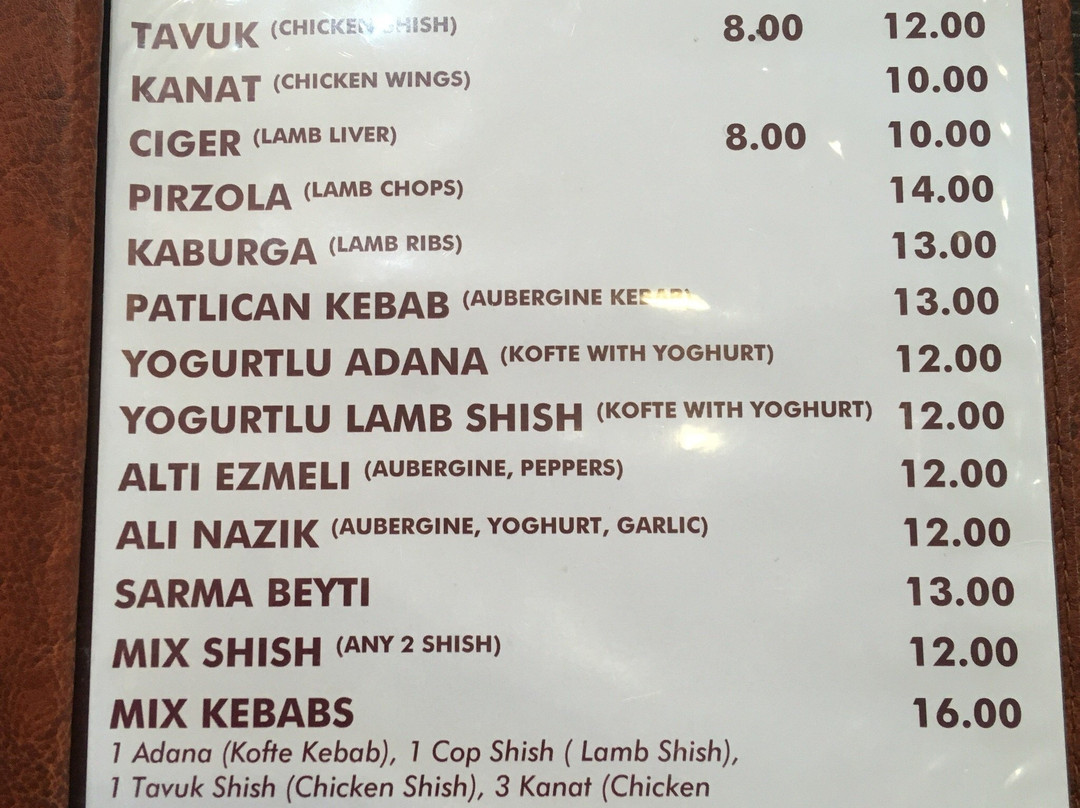 TAVUK (CHICKEN SHISH) 8.00 12.00
KANAT (CHICKEN WINGS) 10.00
CIGER (LAMB LIVER) 8.00 10.00
PIRZOLA (LAMB CHOPS) 14.00
KABURGA (LAMB RIBS) 13.00
PATLICAN KEBAB (AUBERGINE KEBAB) 13.00
YOGURTLU ADANA (KOFTE WITH YOGHURT) 12.00
YOGURTLU LAMB SHISH (KOFTE WITH YOGHURT) 12.00
ALTI EZMELI (AUBERGINE, PEPPERS) 12.00
ALI NAZIK (AUBERGINE, YOGHURT, GARLIC) 12.00
SARMA BEYTI 13.00
MIX SHISH (ANY 2 SHISH) 12.00
MIX KEBABS 16.00
1 Adana (Kofte Kebab), 1 Cop Shish ( Lamb Shish),
1 Tavuk Shish (Chicken Shish), 3 Kanat (Chicken